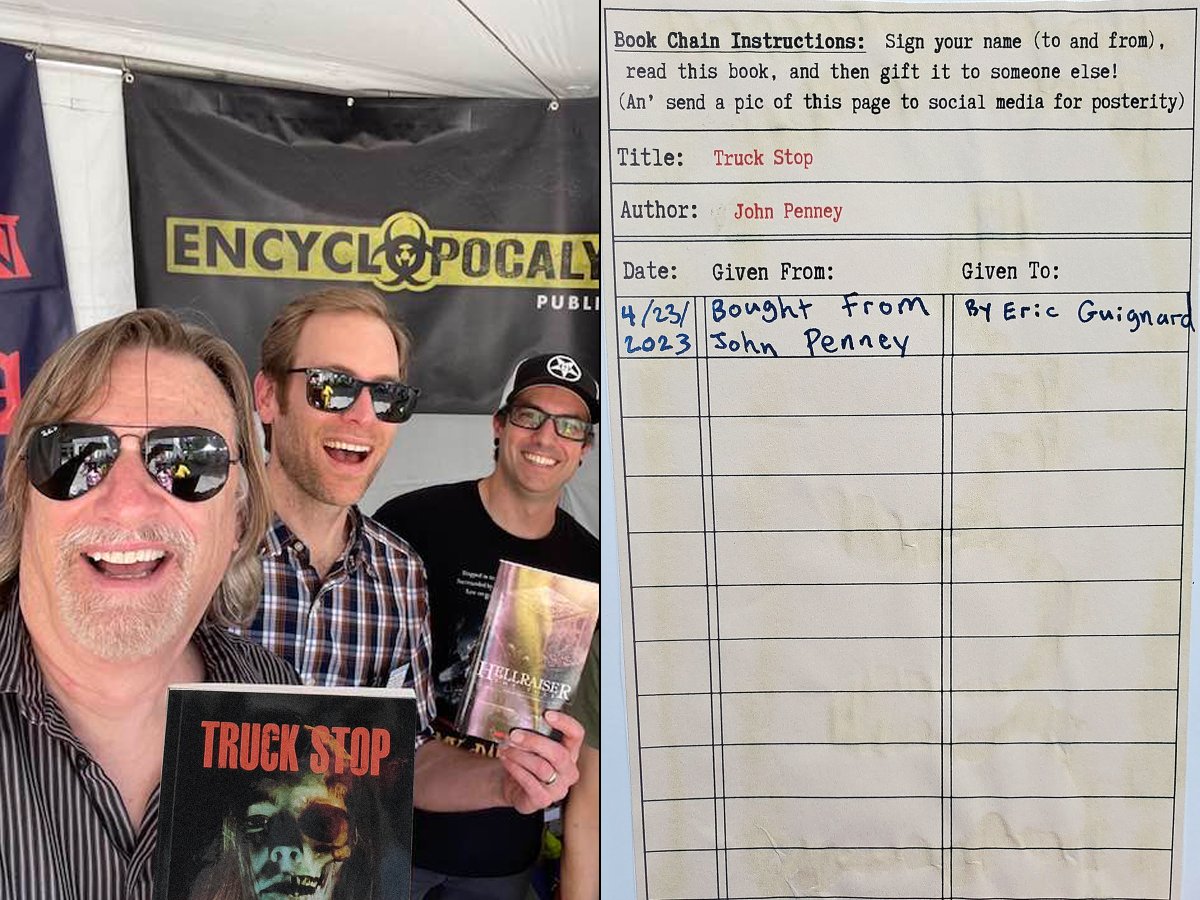 ENCYCLOPOCALY
PUBLI
N
TRUCK STOP
HELLRAISER
Book Chain Instructions: Sign your name (to and from),
read this book, and then gift it to someone else!
(An' send a pic of this page to social media for posterity)
Title: Truck Stop
Author: John Penney
Date: Given From: Given To:
4/23/ Bought from By Eric Guignard
2023 John Penney